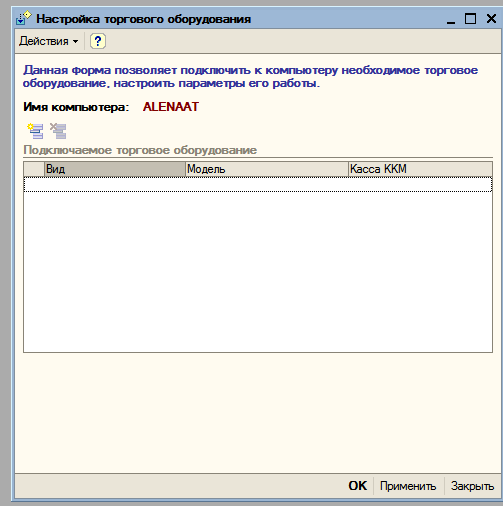 Настройка торгового оборудования
Действия ?
Данная форма позволяет подключить к компьютеру необходимое торговое
оборудование, настроить параметры его работы.
Имя компьютера: ALENAAT
Подключаемое торговое оборудование
Вид Модель Касса ККМ
OK Применить Закрыть